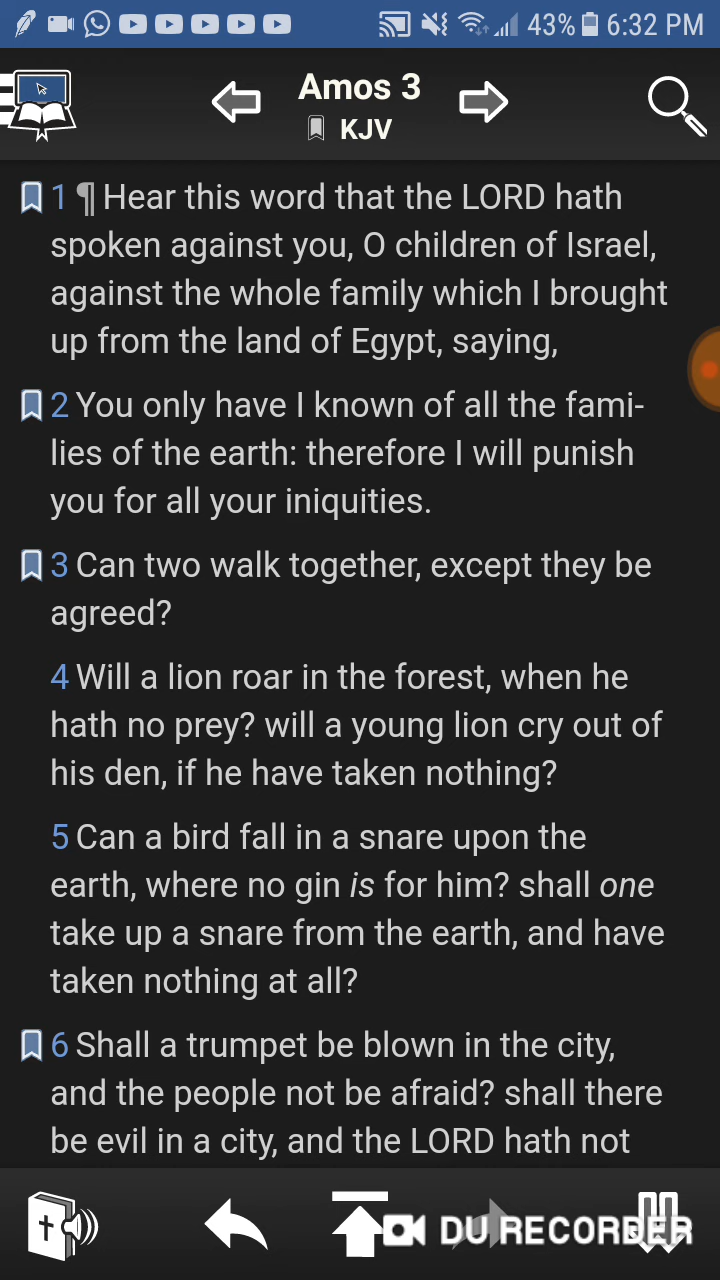 43% 6:32 PM
Amos 3
KJV
1 ¶ Hear this word that the LORD hath
spoken against you, O children of Israel,
against the whole family which I brought
up from the land of Egypt, saying,
2 You only have I known of all the fami-
lies of the earth: therefore I will punish
you for all your iniquities.
3 Can two walk together, except they be
agreed?
4 Will a lion roar in the forest, when he
hath no prey? will a young lion cry out of
his den, if he have taken nothing?
5 Can a bird fall in a snare upon the
earth, where no gin is for him? shall one
take up a snare from the earth, and have
taken nothing at all?
6 Shall a trumpet be blown in the city,
and the people not be afraid? shall there
be evil in a city, and the LORD hath not
DU RECORDER